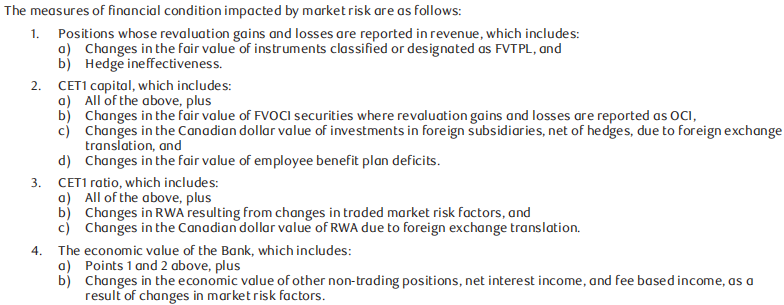 The measures of financial condition impacted by market risk are as follows:
1. Positions whose revaluation gains and losses are reported in revenue, which includes:
a) Changes in the fair value of instruments classified or designated as FVTPL, and
b) Hedge ineffectiveness.
2. CET1 capital, which includes:
a) All of the above, plus
b) Changes in the fair value of FVOCI securities where revaluation gains and losses are reported as OCI,
c) Changes in the Canadian dollar value of investments in foreign subsidiaries, net of hedges, due to foreign exchange
translation, and
d) Changes in the fair value of employee benefit plan deficits.
3. CET1 ratio, which includes:
a) All of the above, plus
b) Changes in RWA resulting from changes in traded market risk factors, and
c) Changes in the Canadian dollar value of RWA due to foreign exchange translation.
4. The economic value of the Bank, which includes:
a) Points 1 and 2 above, plus
b) Changes in the economic value of other non-trading positions, net interest income, and fee based income, as a
result of changes in market risk factors.